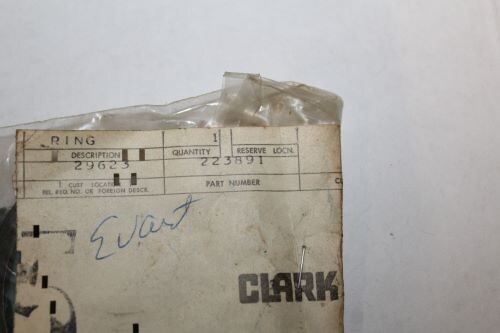 RING 1
DESCRIPTION QUANTITY RESERVE LOCN.
29623 223891
CUST LOCATION PART NUMBER
REL. REQ. NO. OR FOREIGN DESCR.
Evart
CLARK